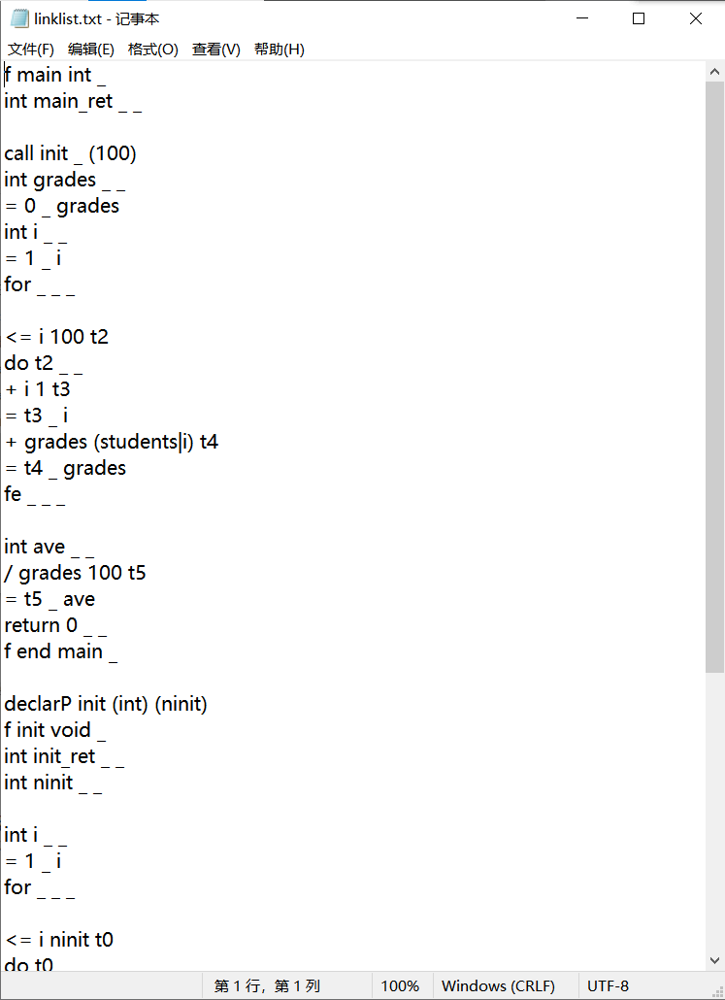 linklist.txt - 记事本
文件(F) 编辑(E) 格式(O) 查看(V) 帮助(H)
f main int _
int main_ret _ _
call init _ (100)
int grades _ _
= 0 _ grades
int i _ _
= 1 _ i
for _ _ _
<= i 100 t2
do t2 _ _
+ i 1 t3
= t3 _ i
+ grades (students|i) t4
= t4 _ grades
fe _ _ _
int ave _ _
/ grades 100 t5
= t5 _ ave
return 0 _ _
f end main _
declarP init (int) (ninit)
f init void _
int init_ret _ _
int ninit _ _
int i _ _
= 1 _ i
for _ _ _
<= i ninit t0
do t0
第 1 行，第 1 列 100% Windows (CRLF) UTF-8